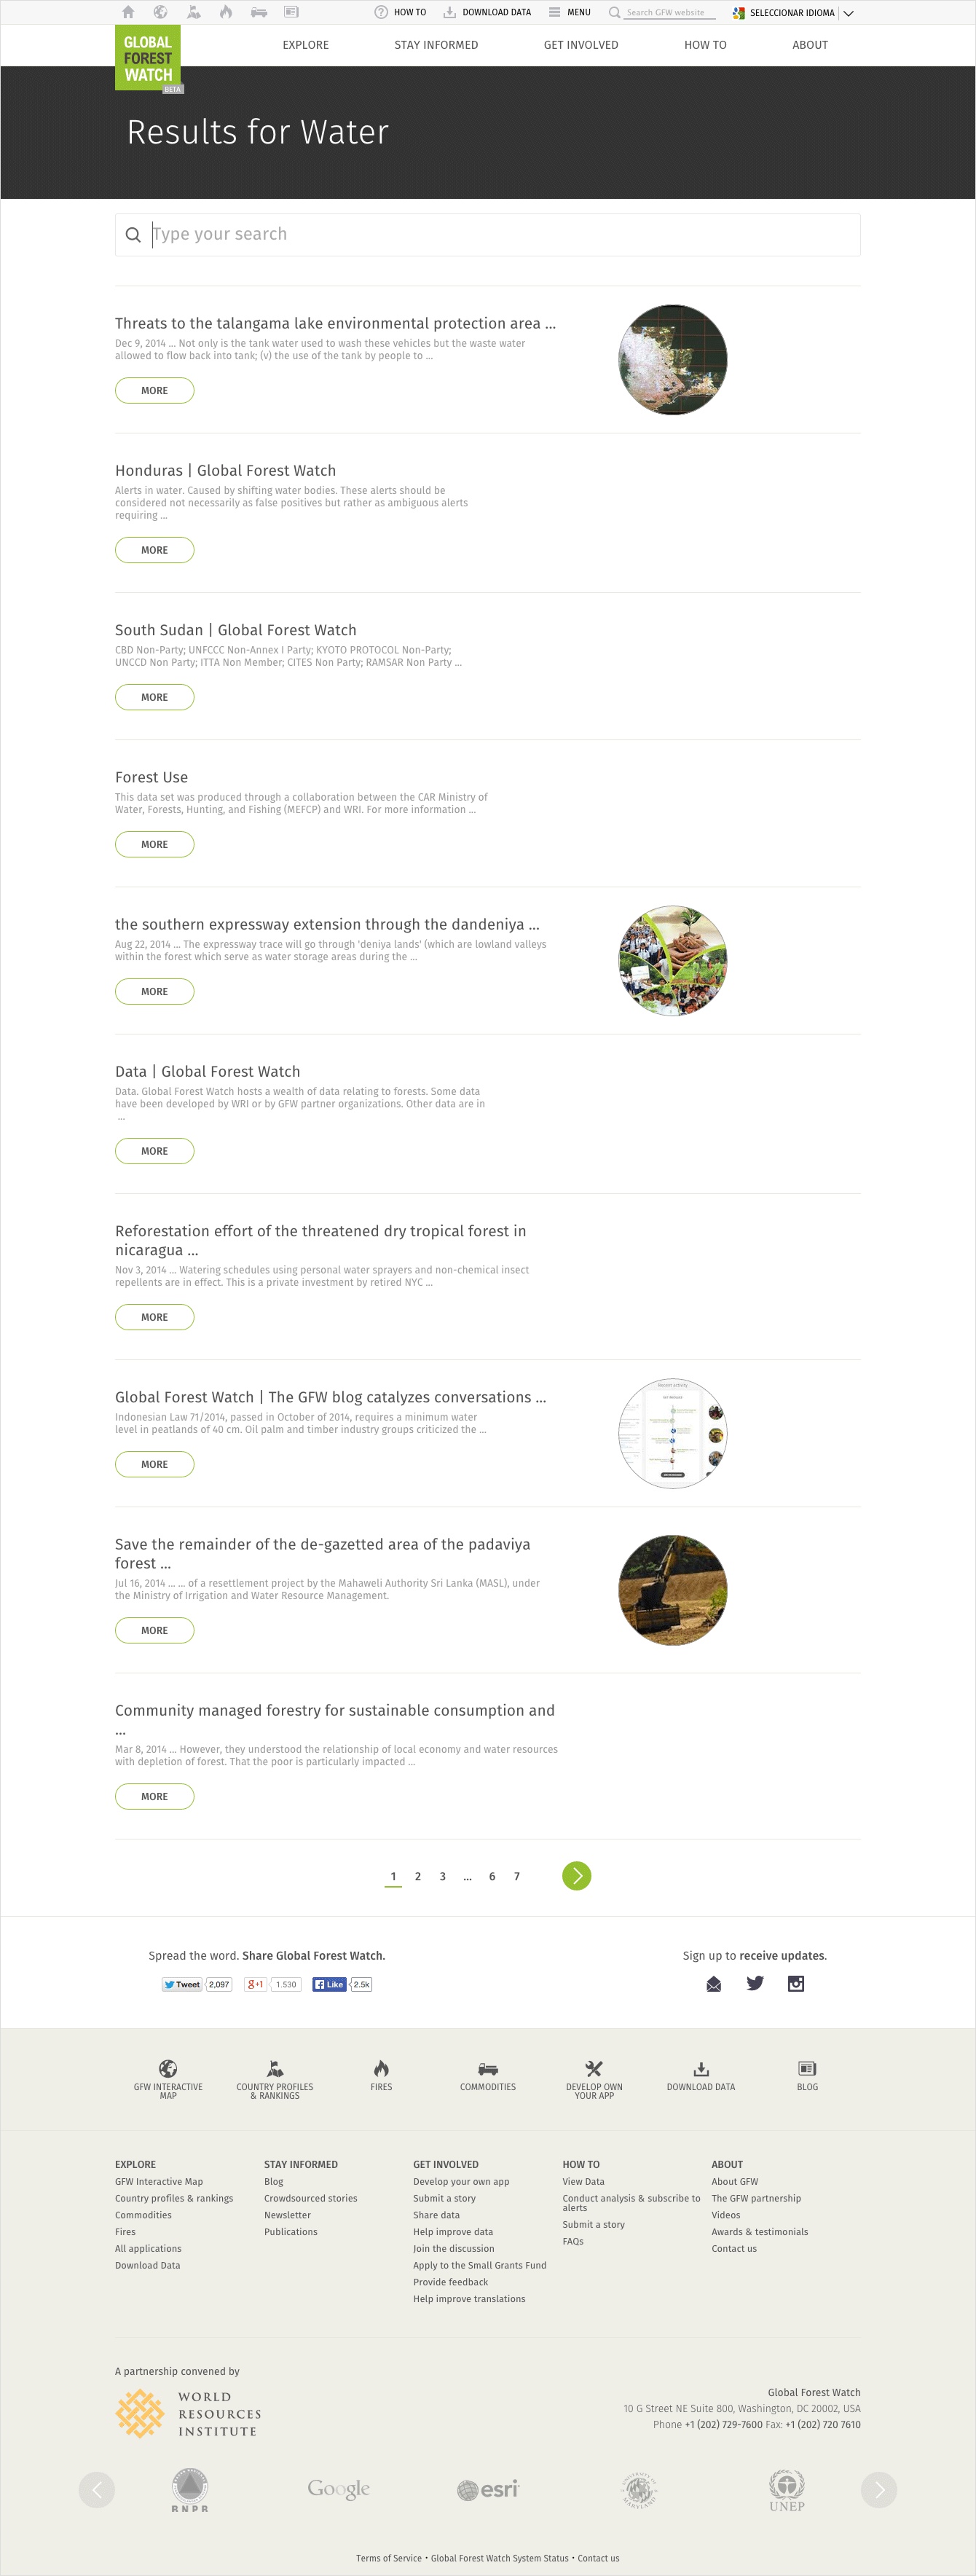 HOW TO
DOWNLOAD DATA
MENU
Search GFW website
SELECCIONAR IDIOMA
GLOBAL
FOREST
WATCH
BETA
EXPLORE
STAY INFORMED
GET INVOLVED
HOW TO
ABOUT
Results for Water
Type your search
Threats to the talangama lake environmental protection area ...
Dec 9, 2014 ... Not only is the tank water used to wash these vehicles but the waste water
allowed to flow back into tank; (v) the use of the tank by people to ...
MORE
Honduras | Global Forest Watch
Alerts in water. Caused by shifting water bodies. These alerts should be
considered not necessarily as false positives but rather as ambiguous alerts
requiring ...
MORE
South Sudan | Global Forest Watch
CBD Non-Party; UNFCCC Non-Annex I Party; KYOTO PROTOCOL Non-Party;
UNCCD Non Party; ITTA Non Member; CITES Non Party; RAMSAR Non Party ...
MORE
Forest Use
This data set was produced through a collaboration between the CAR Ministry of
Water, Forests, Hunting, and Fishing (MEFCP) and WRI. For more information ...
MORE
the southern expressway extension through the dandeniya ...
Aug 22, 2014 ... The expressway trace will go through 'deniya lands' (which are lowland valleys
within the forest which serve as water storage areas during the ...
MORE
Data | Global Forest Watch
Data. Global Forest Watch hosts a wealth of data relating to forests. Some data
have been developed by WRI or by GFW partner organizations. Other data are in
...
MORE
Reforestation effort of the threatened dry tropical forest in
nicaragua ...
Nov 3, 2014 ... Watering schedules using personal water sprayers and non-chemical insect
repellents are in effect. This is a private investment by retired NYC ...
MORE
Global Forest Watch | The GFW blog catalyzes conversations ...
Indonesian Law 71/2014, passed in October of 2014, requires a minimum water
level in peatlands of 40 cm. Oil palm and timber industry groups criticized the ...
MORE
Recent activity
Save the remainder of the de-gazetted area of the padaviya
forest ...
Jul 16, 2014 ... ... of a resettlement project by the Mahaweli Authority Sri Lanka (MASL), under
the Ministry of Irrigation and Water Resource Management.
MORE
Community managed forestry for sustainable consumption and
...
Mar 8, 2014 ... However, they understood the relationship of local economy and water resources
with depletion of forest. That the poor is particularly impacted ...
MORE
1 2 3 ... 6 7
Spread the word. Share Global Forest Watch.
Tweet 2,097 g+1 1.530 Like 2.5k
Sign up to receive updates.
GFW INTERACTIVE
MAP
COUNTRY PROFILES
& RANKINGS
FIRES
COMMODITIES
DEVELOP OWN
YOUR APP
DOWNLOAD DATA
BLOG
EXPLORE
GFW Interactive Map
Country profiles & rankings
Commodities
Fires
All applications
Download Data
STAY INFORMED
Blog
Crowdsourced stories
Newsletter
Publications
GET INVOLVED
Develop your own app
Submit a story
Share data
Help improve data
Join the discussion
Apply to the Small Grants Fund
Provide feedback
Help improve translations
HOW TO
View Data
Conduct analysis & subscribe to
alerts
Submit a story
FAQs
ABOUT
About GFW
The GFW partnership
Videos
Awards & testimonials
Contact us
A partnership convened by
WORLD
RESOURCES
INSTITUTE
Global Forest Watch
10 G Street NE Suite 800, Washington, DC 20002, USA
Phone +1 (202) 729-7600 Fax: +1 (202) 720 7610
RNPR
Google
esri
UNIVERSITY OF
MARYLAND
UNEP
Terms of Service • Global Forest Watch System Status • Contact us